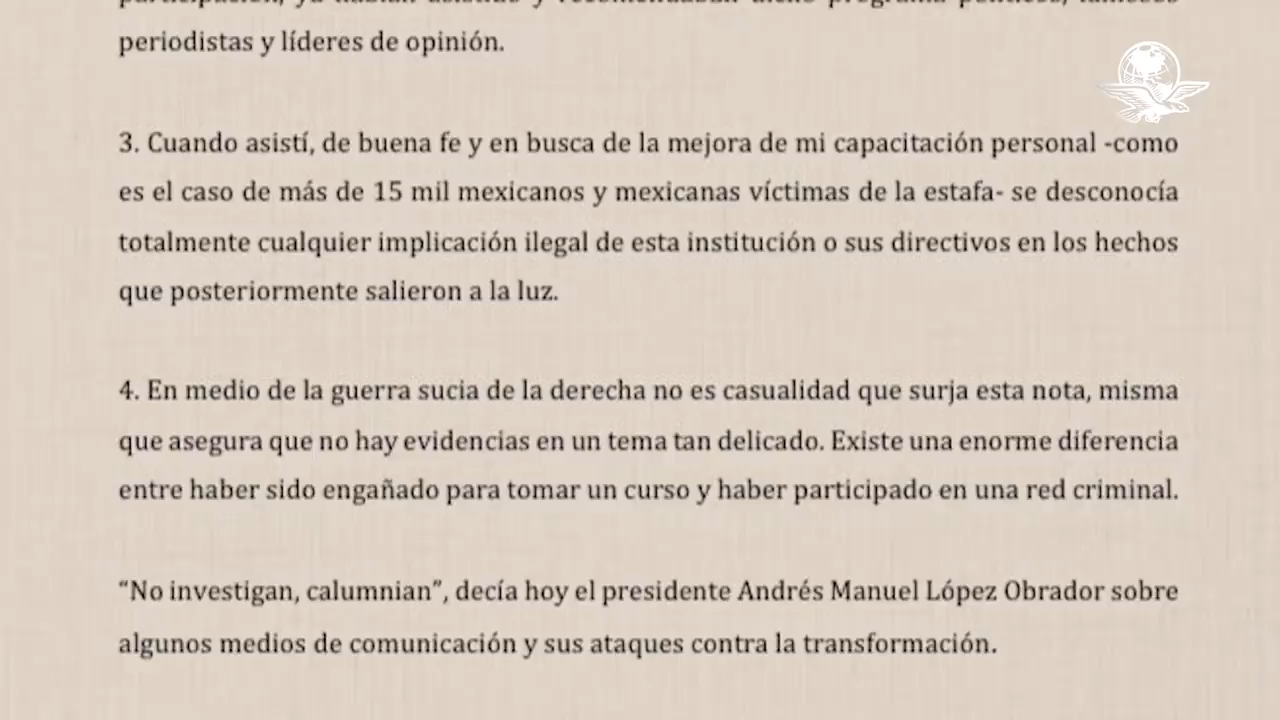 periodistas y líderes de opinión.
3. Cuando asistí, de buena fe y en busca de la mejora de mi capacitación personal -como
es el caso de más de 15 mil mexicanos y mexicanas víctimas de la estafa- se desconocía
totalmente cualquier implicación ilegal de esta institución o sus directivos en los hechos
que posteriormente salieron a la luz.
4. En medio de la guerra sucia de la derecha no es casualidad que surja esta nota, misma
que asegura que no hay evidencias en un tema tan delicado. Existe una enorme diferencia
entre haber sido engañado para tomar un curso y haber participado en una red criminal.
“No investigan, calumnian”, decía hoy el presidente Andrés Manuel López Obrador sobre
algunos medios de comunicación y sus ataques contra la transformación.